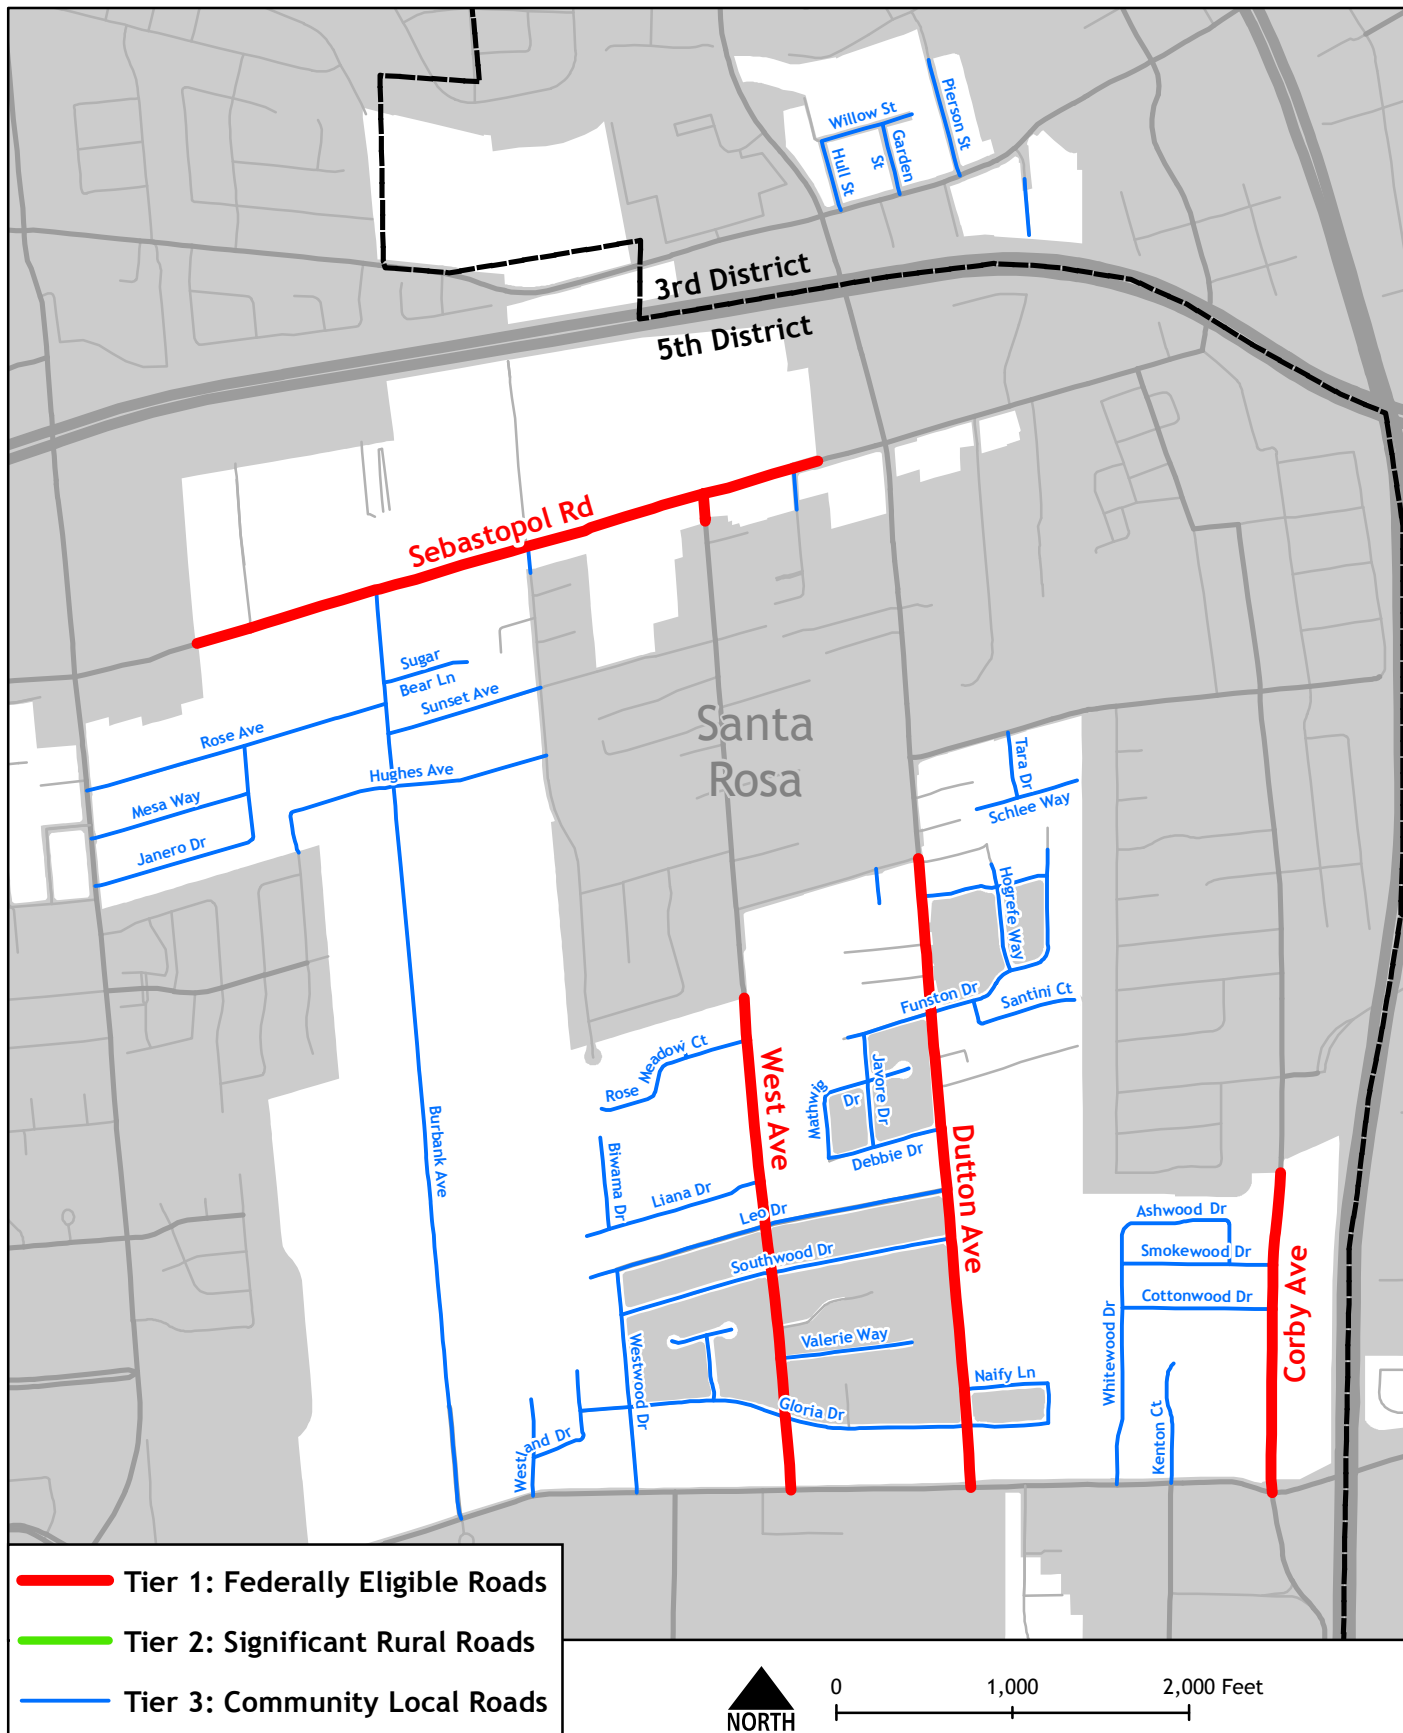 Willow St
Pierson St
Hull St
Garden
St
3rd District
5th District
Sebastopol Rd
Sugar
Bear Ln
Sunset Ave
Rose Ave
Hughes Ave
Mesa Way
Janero Dr
Santa
Rosa
Tara Dr
Schlee Way
Hogrefe Way
Funston Dr
Santini Ct
Rose Meadow Ct
West Ave
Javore Dr
Mathwig
Dr
Debbie Dr
Dutton Ave
Burbank Ave
Biwama Dr
Liana Dr
Leo Dr
Southwood Dr
Ashwood Dr
Smokewood Dr
Cottonwood Dr
Corby Ave
Whitewood Dr
Westwood Dr
Valerie Way
Naify Ln
Gloria Dr
Kenton Ct
Westland Dr
Tier 1: Federally Eligible Roads
Tier 2: Significant Rural Roads
Tier 3: Community Local Roads
NORTH
0 1,000 2,000 Feet